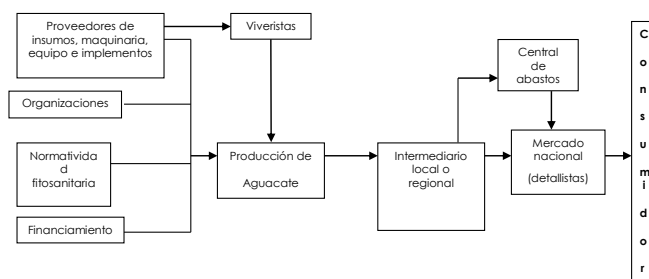 Proveedores de
insumos, maquinaria,
equipo e implementos
Viveristas
Organizaciones
Normativida
d
fitosanitaria
Financiamiento
Producción de
Aguacate
Intermediario
local o
regional
Central
de
abastos
Mercado
nacional
(detallistas)
C
o
n
s
u
m
i
d
o
r